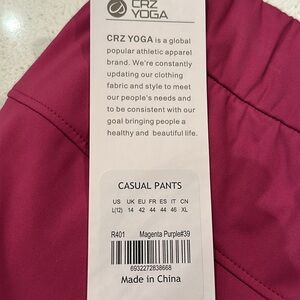 CRZ
YOGA
CRZ YOGA is a global
popular athletic apparel
brand. We're constantly
updating our clothing
fabric and style to meet
our people's needs and
to be consistent with our
goal bringing people a
healthy and beautiful life.
CASUAL PANTS
US UK EU FR ES IT CN
L(12) 14 42 44 44 46 XL
R401 Magenta Purple#39
6932272838668
Made in China